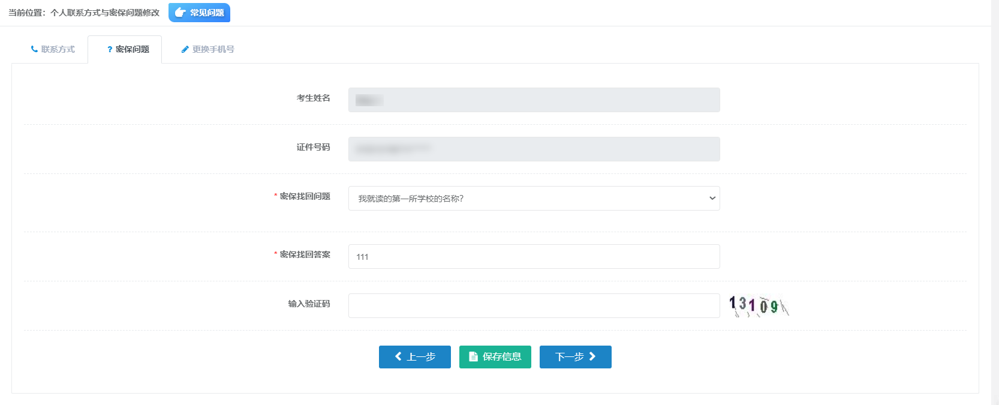 当前位置：个人联系方式与密保问题修改 常见问题
联系方式 ? 密保问题 更换手机号
考生姓名
证件号码
* 密保找回问题 我就读的第一所学校的名称?
* 密保找回答案 111
输入验证码 13109
上一步 保存信息 下一步